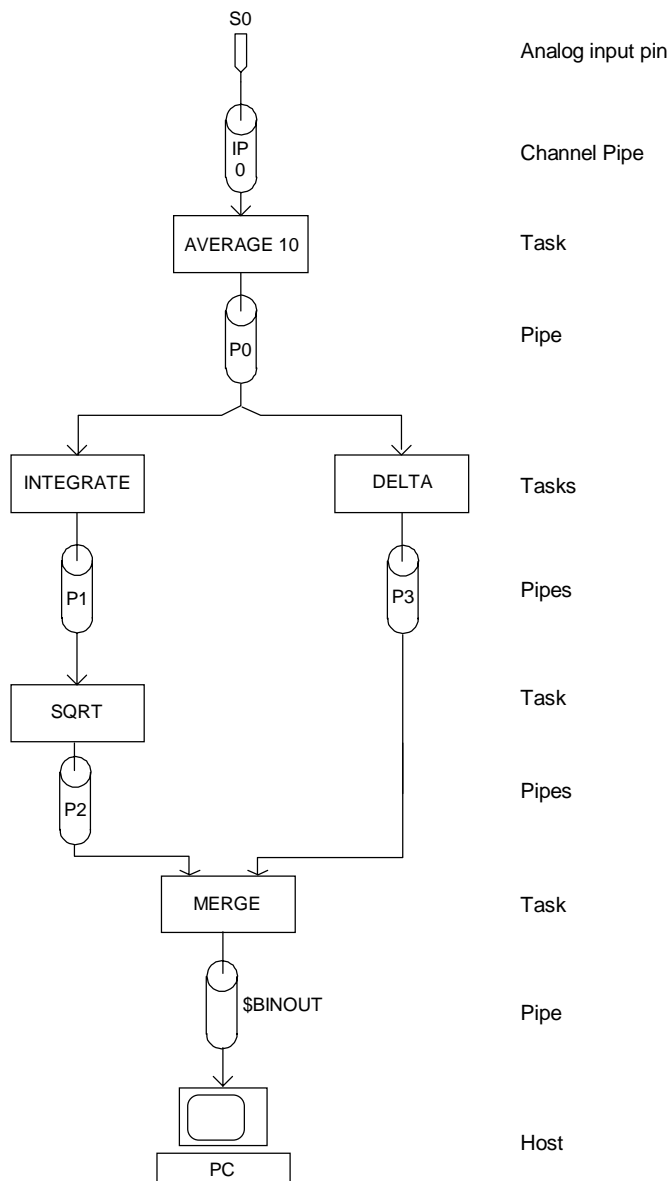 S0
Analog input pin
IP
0
Channel Pipe
AVERAGE 10
Task
P0
Pipe
INTEGRATE
DELTA
Tasks
P1
P3
Pipes
SQRT
Task
P2
Pipes
MERGE
Task
$BINOUT
Pipe
PC
Host